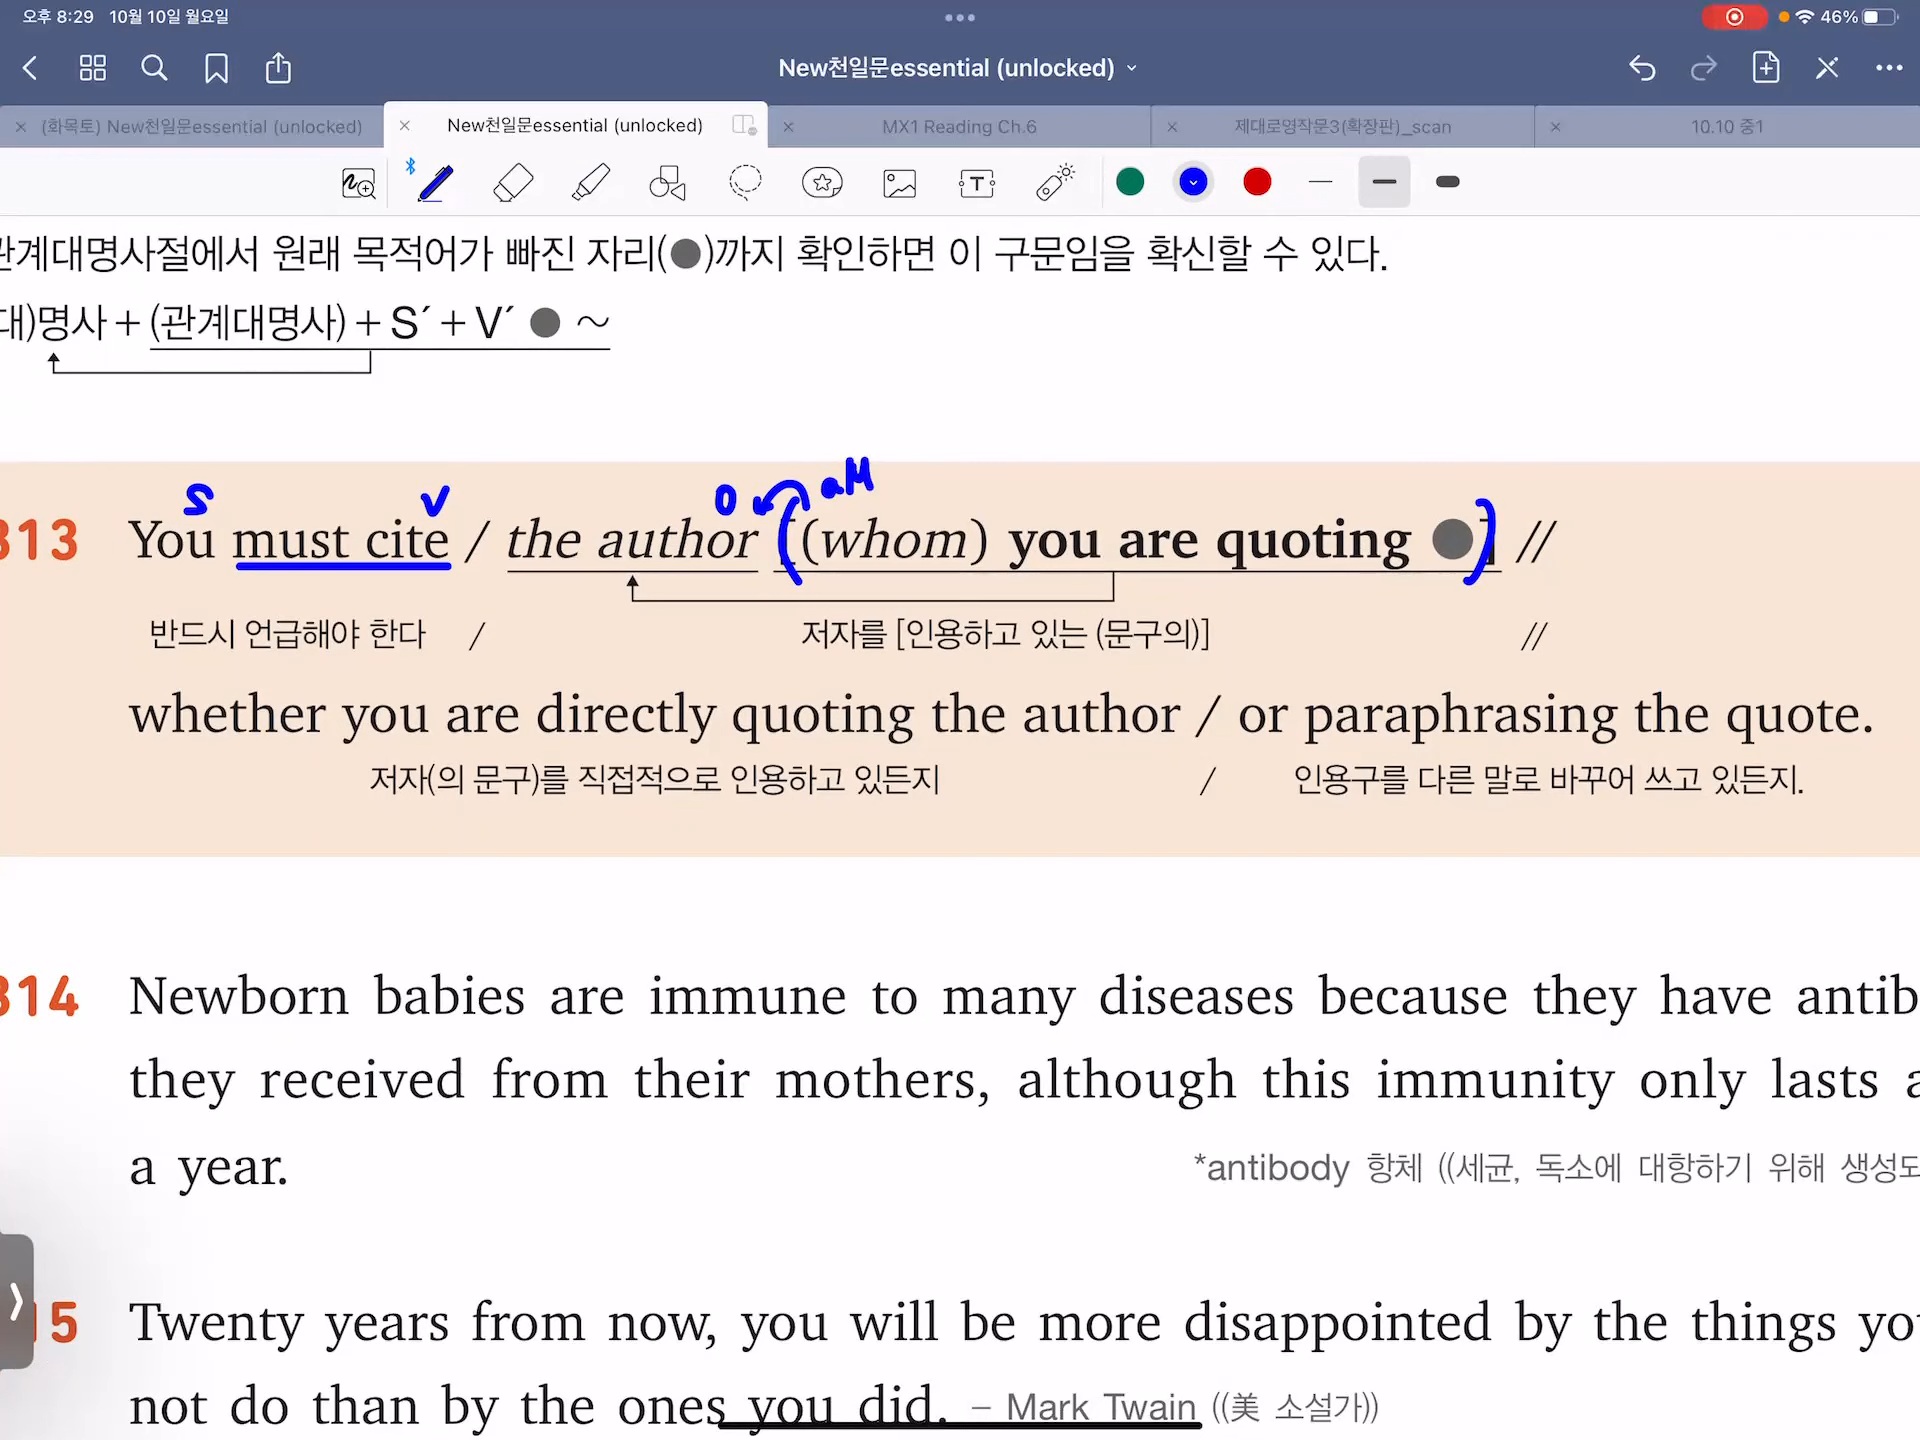 오후 8:29 10월 10일 월요일
46%
New천일문essential (unlocked)
(화목토) New천일문essential (unlocked)
New천일문essential (unlocked)
MX1 Reading Ch.6
제대로영작문3(확장판)_scan
10.10 중1
관계대명사절에서 원래 목적어가 빠진 자리(●)까지 확인하면 이 구문임을 확신할 수 있다.
대)명사 + (관계대명사) + S´ + V´ ● ~
S V O aM
313 You must cite / the author [(whom) you are quoting ●] //
반드시 언급해야 한다 / 저자를 [인용하고 있는 (문구의)] //
whether you are directly quoting the author / or paraphrasing the quote.
저자(의 문구)를 직접적으로 인용하고 있든지 / 인용구를 다른 말로 바꾸어 쓰고 있든지.
314 Newborn babies are immune to many diseases because they have antib
they received from their mothers, although this immunity only lasts a
a year.
*antibody 항체 ((세균, 독소에 대항하기 위해 생성되
15 Twenty years from now, you will be more disappointed by the things yo
not do than by the ones you did. – Mark Twain ((美 소설가))